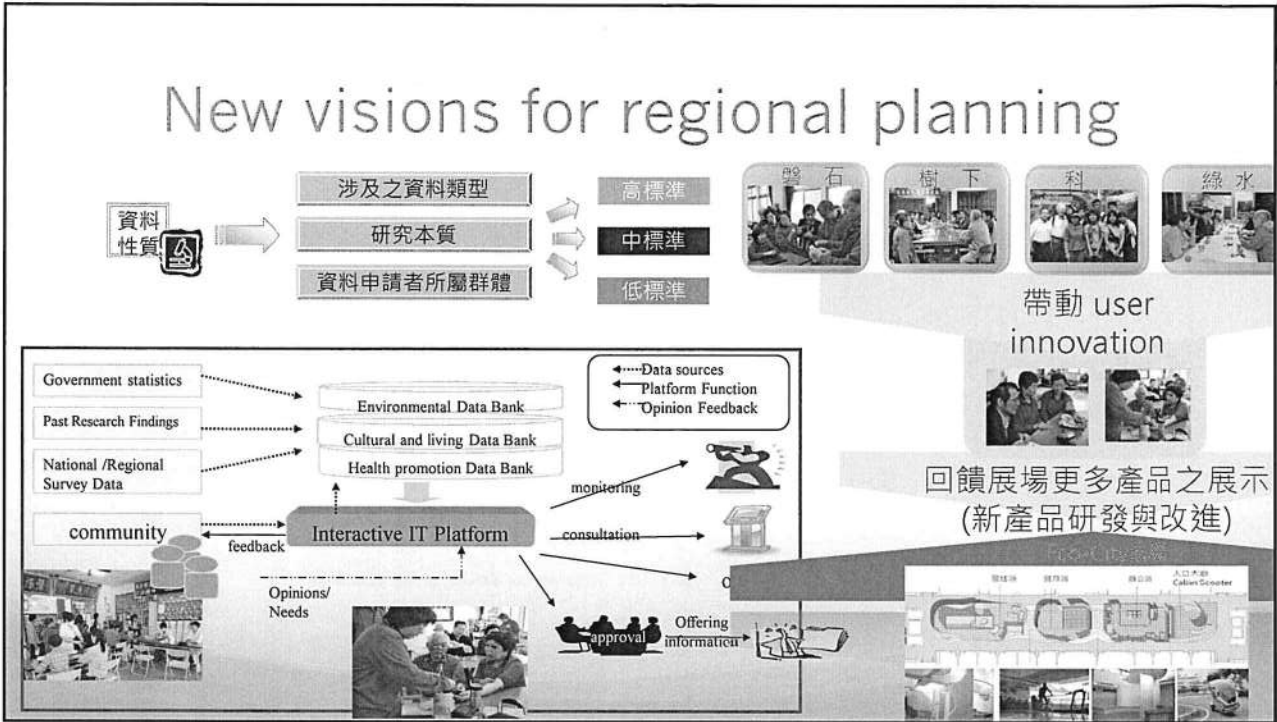 New visions for regional planning
資料
性質
涉及之資料類型
研究本質
資料申請者所屬群體
高標準
中標準
低標準
磐石
樹下
科
綠水
帶動 user
innovation
回饋展場更多產品之展示
(新產品研發與改進)
Government statistics
Past Research Findings
National /Regional
Survey Data
community
feedback
Environmental Data Bank
Cultural and living Data Bank
Health promotion Data Bank
Interactive IT Platform
Data sources
Platform Function
Opinion Feedback
monitoring
consultation
Opinions/
Needs
approval
Offering
information
入口大廳
Cabin Scooter